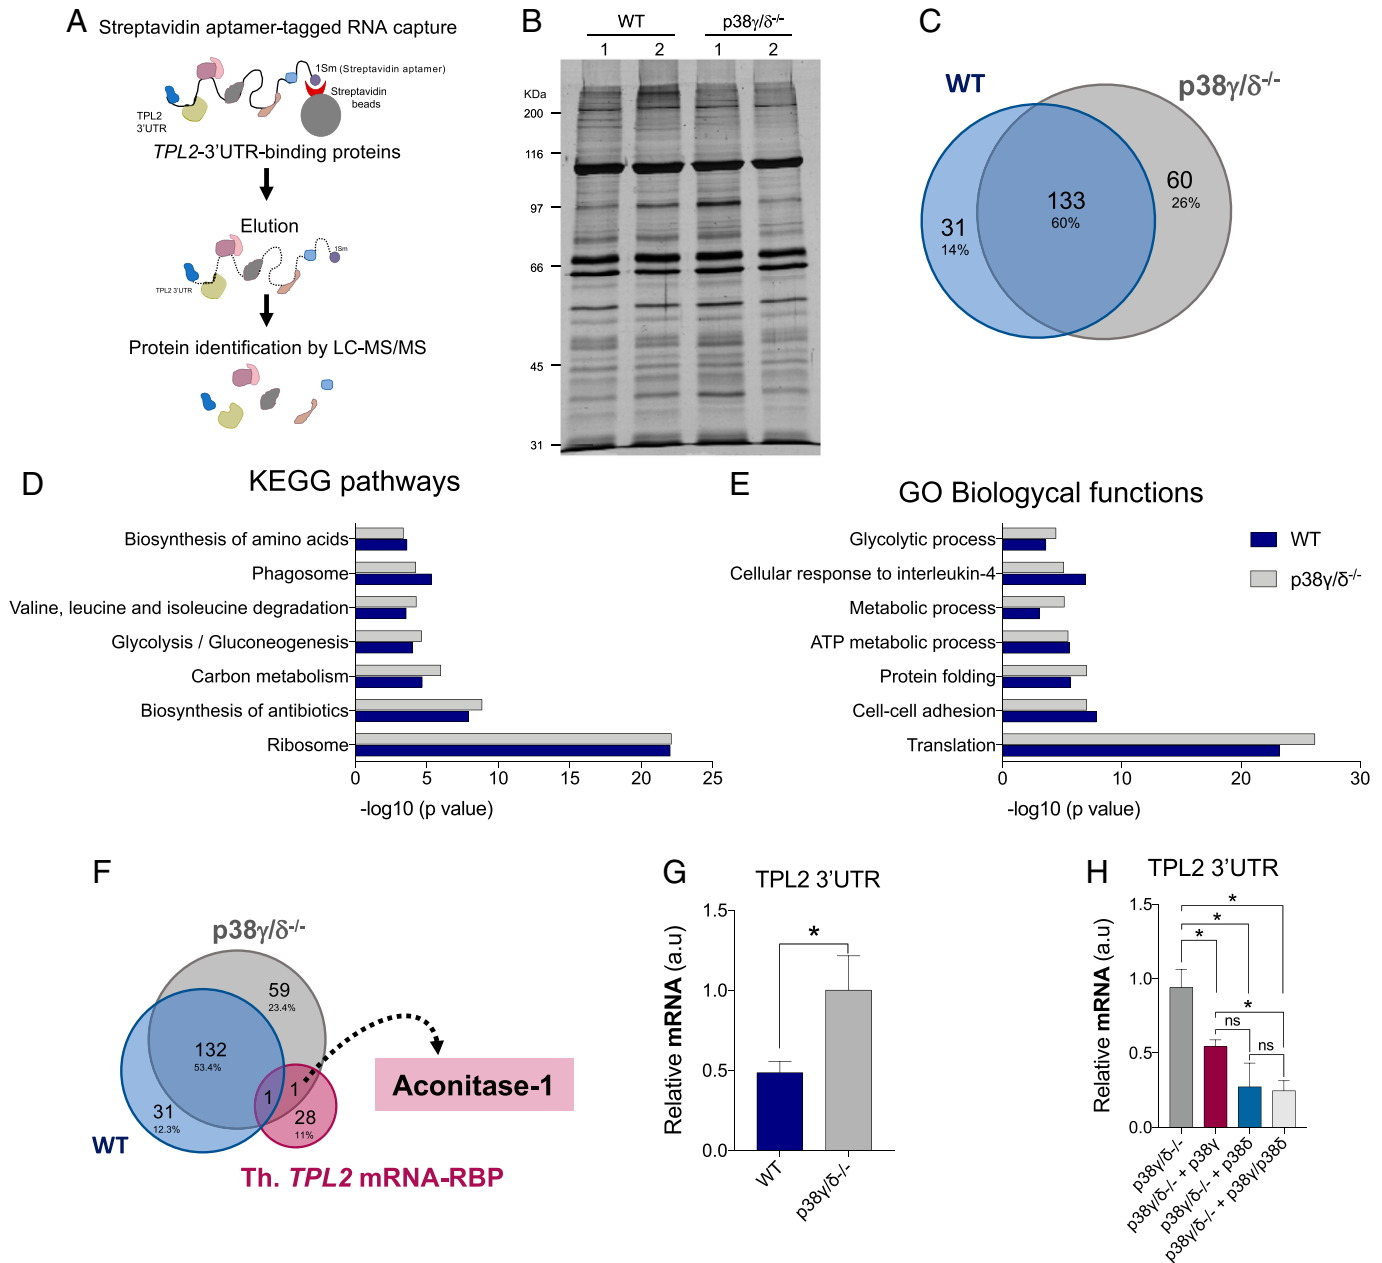 A
Streptavidin aptamer-tagged RNA capture
1Sm (Streptavidin aptamer)
Streptavidin
beads
TPL2
3'UTR
TPL2-3'UTR-binding proteins
Elution
1Sm
TPL2 3'UTR
Protein identification by LC-MS/MS
B
WT p38γ/δ-/-
1 2 1 2
KDa
200
116
97
66
45
31
C
WT
p38γ/δ-/-
31
14%
133
60%
60
26%
D
KEGG pathways
Biosynthesis of amino acids
Phagosome
Valine, leucine and isoleucine degradation
Glycolysis / Gluconeogenesis
Carbon metabolism
Biosynthesis of antibiotics
Ribosome
0 5 10 15 20 25
-log10 (p value)
E
GO Biologycal functions
Glycolytic process
Cellular response to interleukin-4
Metabolic process
ATP metabolic process
Protein folding
Cell-cell adhesion
Translation
0 10 20 30
-log10 (p value)
WT
p38γ/δ-/-
F
p38γ/δ-/-
59
23.4%
132
53.4%
1 1
31
12.3%
28
11%
WT
Th. TPL2 mRNA-RBP
Aconitase-1
G
TPL2 3'UTR
Relative mRNA (a.u)
1.5
1.0
0.5
0.0
*
WT
p38γ/δ-/-
H
TPL2 3'UTR
Relative mRNA (a.u)
1.5
1.0
0.5
0.0
*
*
*
*
ns
ns
p38γ/δ-/-
p38γ/δ-/- + p38γ
p38γ/δ-/- + p38δ
p38γ/δ-/- + p38γ/p38δ